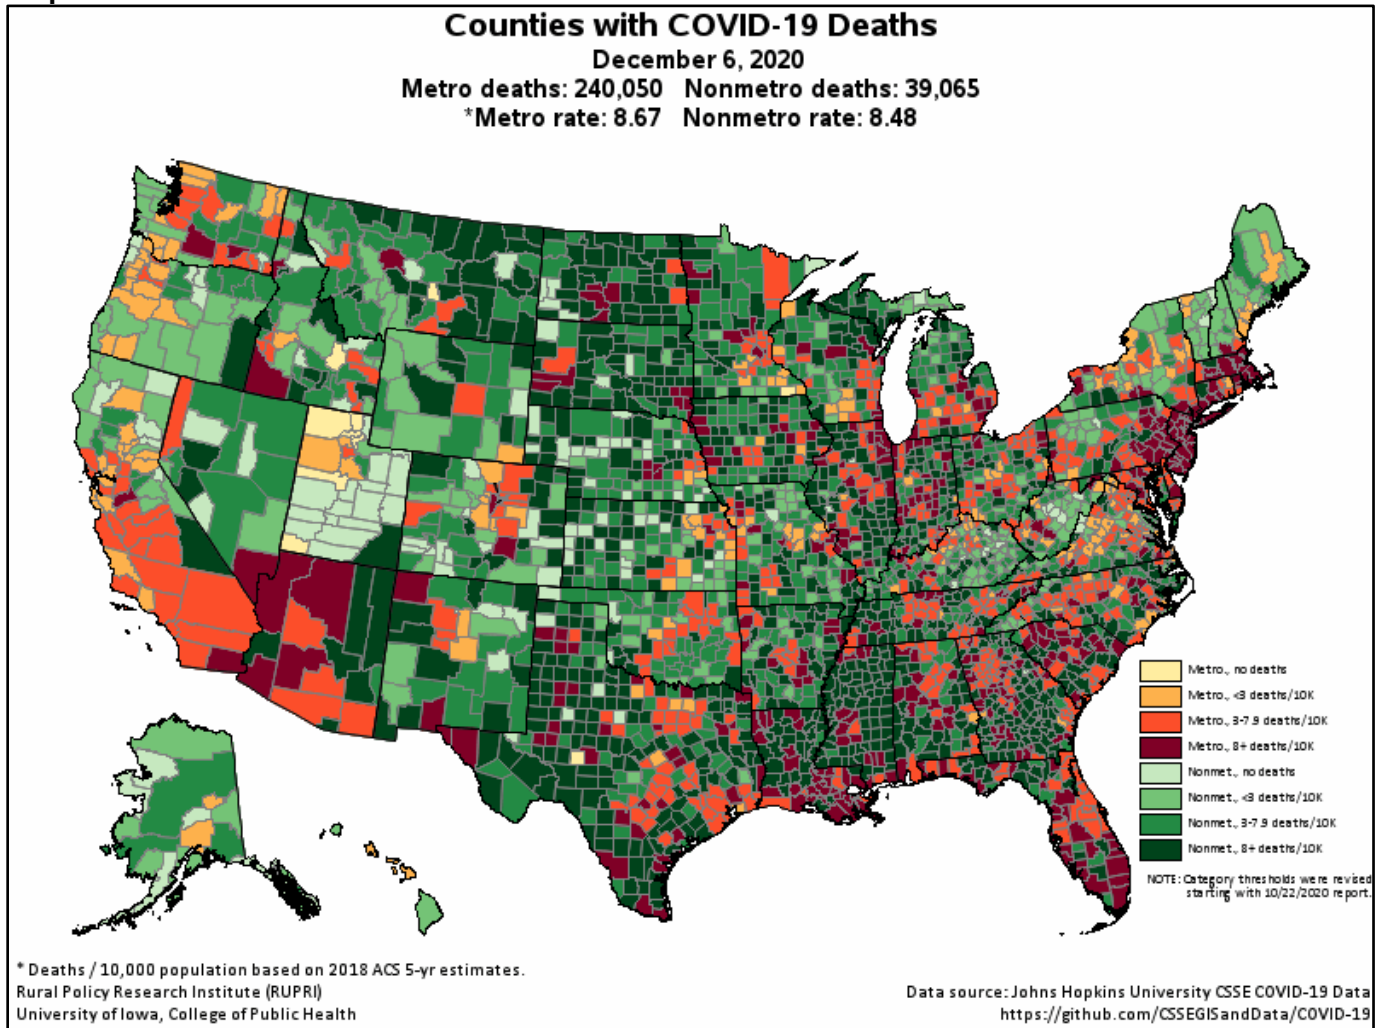 Counties with COVID-19 Deaths
December 6, 2020
Metro deaths: 240,050 Nonmetro deaths: 39,065
*Metro rate: 8.67 Nonmetro rate: 8.48
Metro., no deaths
Metro., <3 deaths/10K
Metro., 3-7.9 deaths/10K
Metro., 8+ deaths/10K
Nonmet., no deaths
Nonmet., <3 deaths/10K
Nonmet., 3-7.9 deaths/10K
Nonmet., 8+ deaths/10K
NOTE: Category thresholds were revised
starting with 10/22/2020 report.
* Deaths / 10,000 population based on 2018 ACS 5-yr estimates.
Rural Policy Research Institute (RUPRI)
University of Iowa, College of Public Health
Data source: Johns Hopkins University CSSE COVID-19 Data
https://github.com/CSSEGISandData/COVID-19